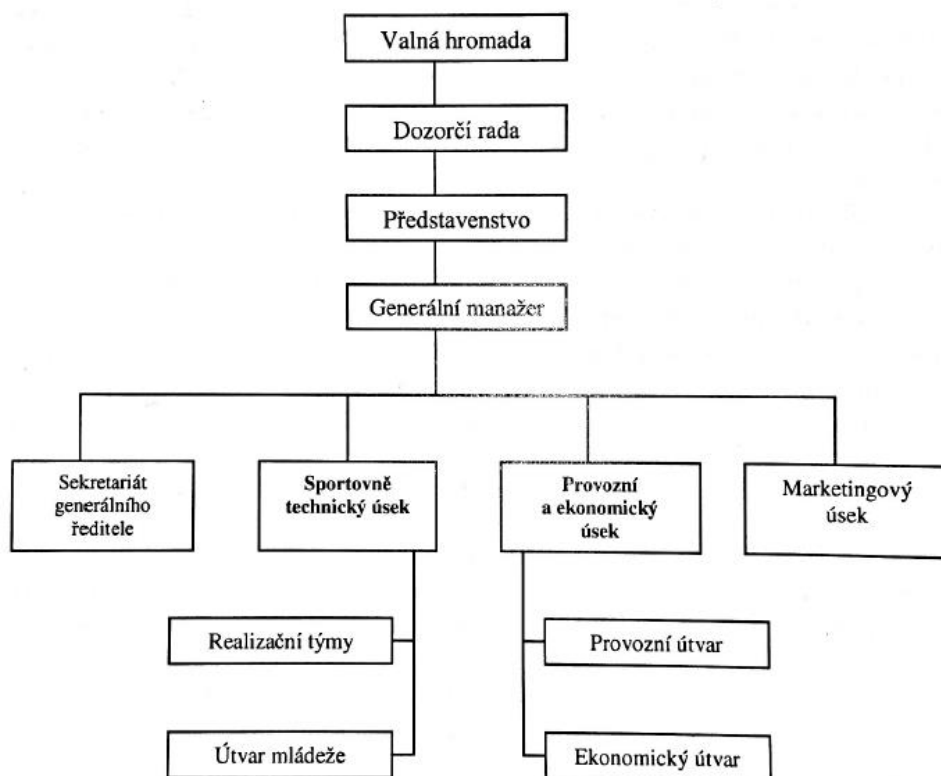 Valná hromada
Dozorčí rada
Představenstvo
Generální manažer
Sekretariát
generálního
ředitele
Sportovně
technický úsek
Provozní
a ekonomický
úsek
Marketingový
úsek
Realizační týmy
Provozní útvar
Útvar mládeže
Ekonomický útvar